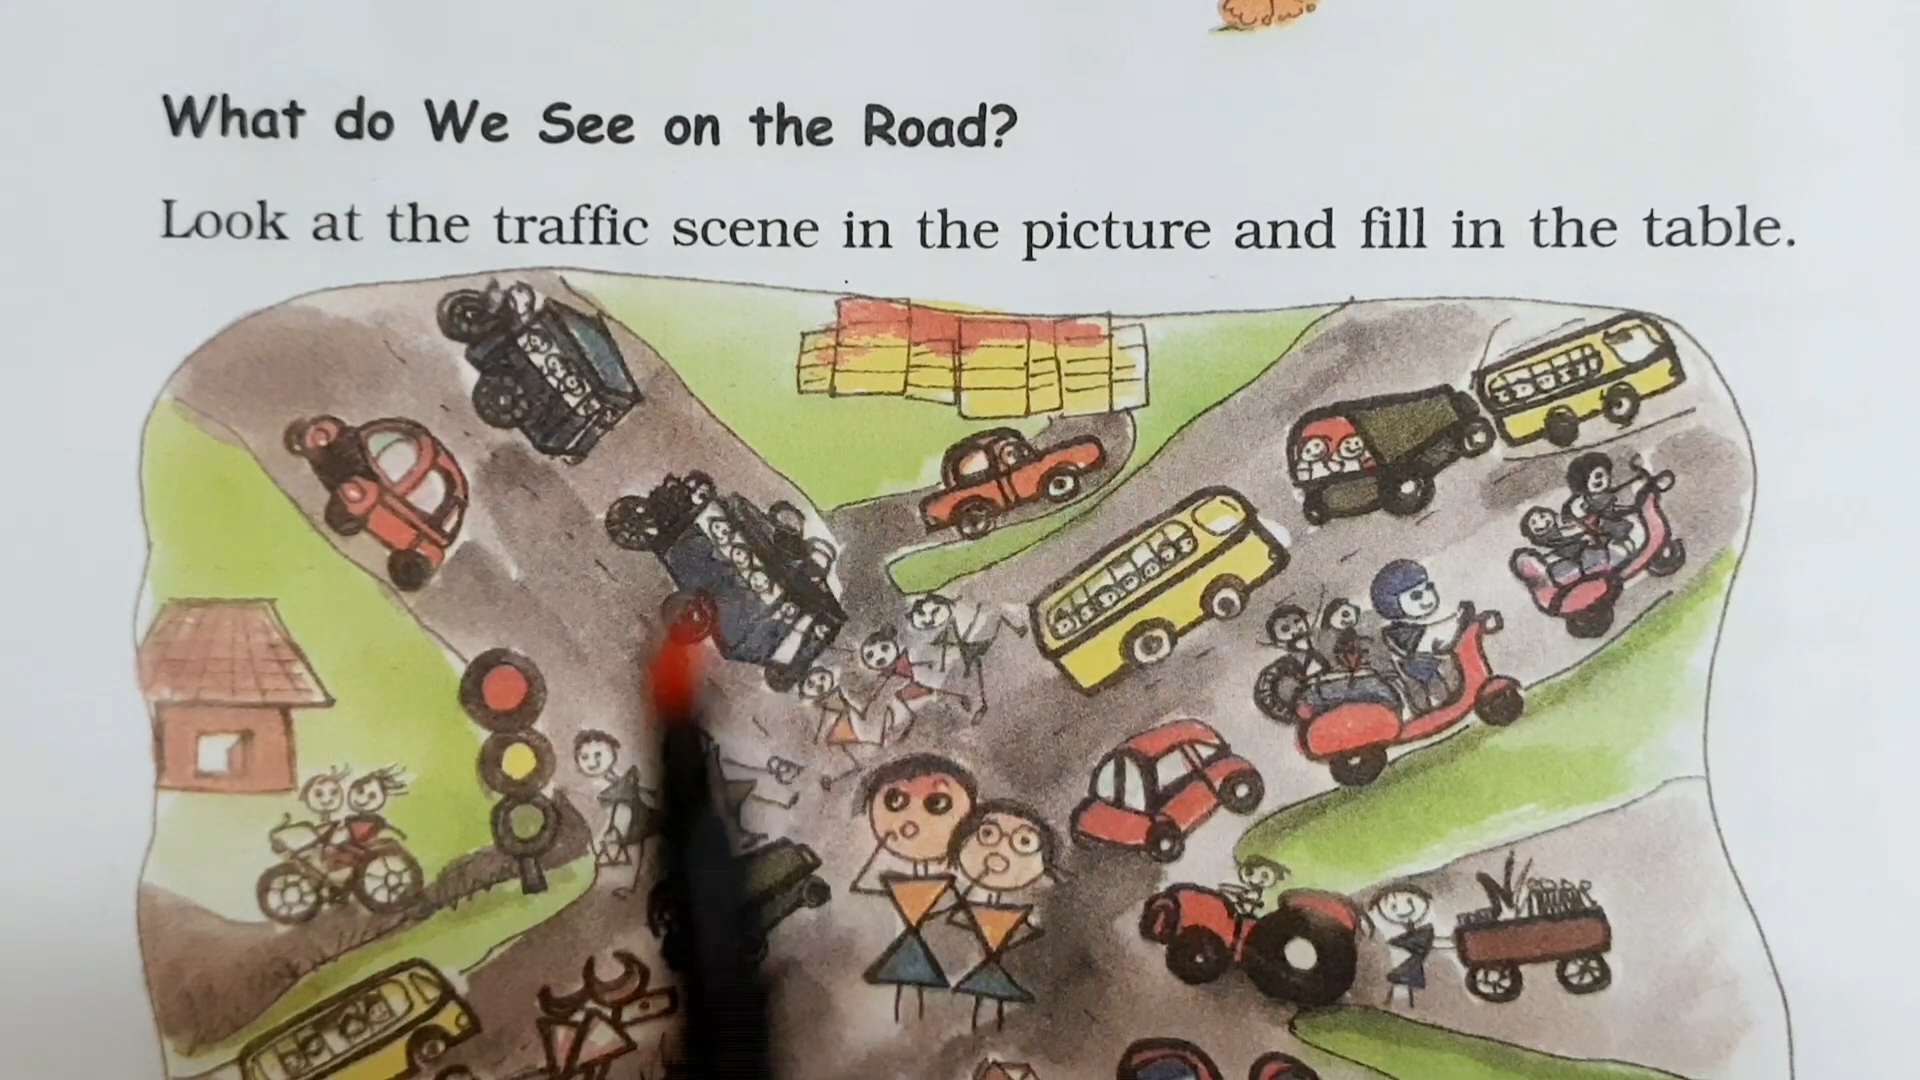 What do We See on the Road?
Look at the traffic scene in the picture and fill in the table.